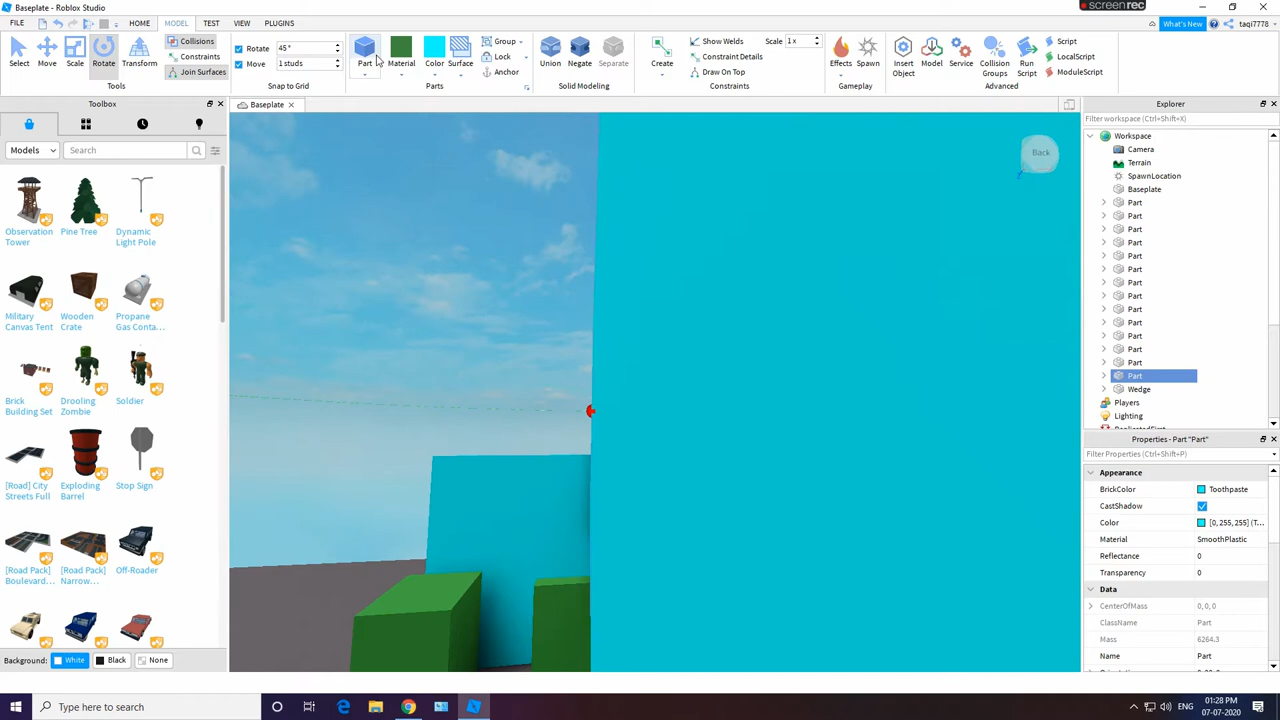 Baseplate - Roblox Studio
screenrec
FILE HOME MODEL TEST VIEW PLUGINS
What's New taqi7778
Select Move Scale Rotate Transform
Collisions
Constraints
Join Surfaces
Tools
Rotate 45°
Move 1 studs
Snap to Grid
Part Material Color Surface
Group
Lock
Anchor
Parts
Union Negate Separate
Solid Modeling
Create
Show Welds
Constraint Details
Draw On Top
Scale 1 x
Constraints
Effects Spawn
Gameplay
Insert Object
Model
Service
Collision Groups
Run Script
Script
LocalScript
ModuleScript
Advanced
Toolbox
Models
Search
Observation Tower
Pine Tree
Dynamic Light Pole
Military Canvas Tent
Wooden Crate
Propane Gas Conta...
Brick Building Set
Drooling Zombie
Soldier
[Road] City Streets Full
Exploding Barrel
Stop Sign
[Road Pack] Boulevard...
[Road Pack] Narrow...
Off-Roader
Background: White Black None
Baseplate
Back
Explorer
Filter workspace (Ctrl+Shift+X)
Workspace
Camera
Terrain
SpawnLocation
Baseplate
Part
Part
Part
Part
Part
Part
Part
Part
Part
Part
Part
Part
Part
Part
Wedge
Players
Lighting
ReplicatedFirst
Properties - Part "Part"
Filter Properties (Ctrl+Shift+P)
Appearance
BrickColor Toothpaste
CastShadow
Color [0, 255, 255] (T...
Material SmoothPlastic
Reflectance 0
Transparency 0
Data
CenterOfMass 0, 0, 0
ClassName Part
Mass 6264.3
Name Part
Type here to search
ENG
01:28 PM
07-07-2020